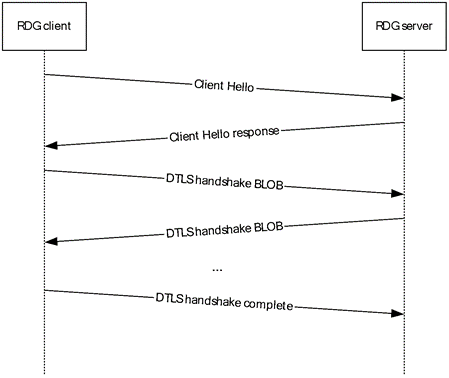 RDG client
RDG server
Client Hello
Client Hello response
DTLS handshake BLOB
DTLS handshake BLOB
...
DTLS handshake complete